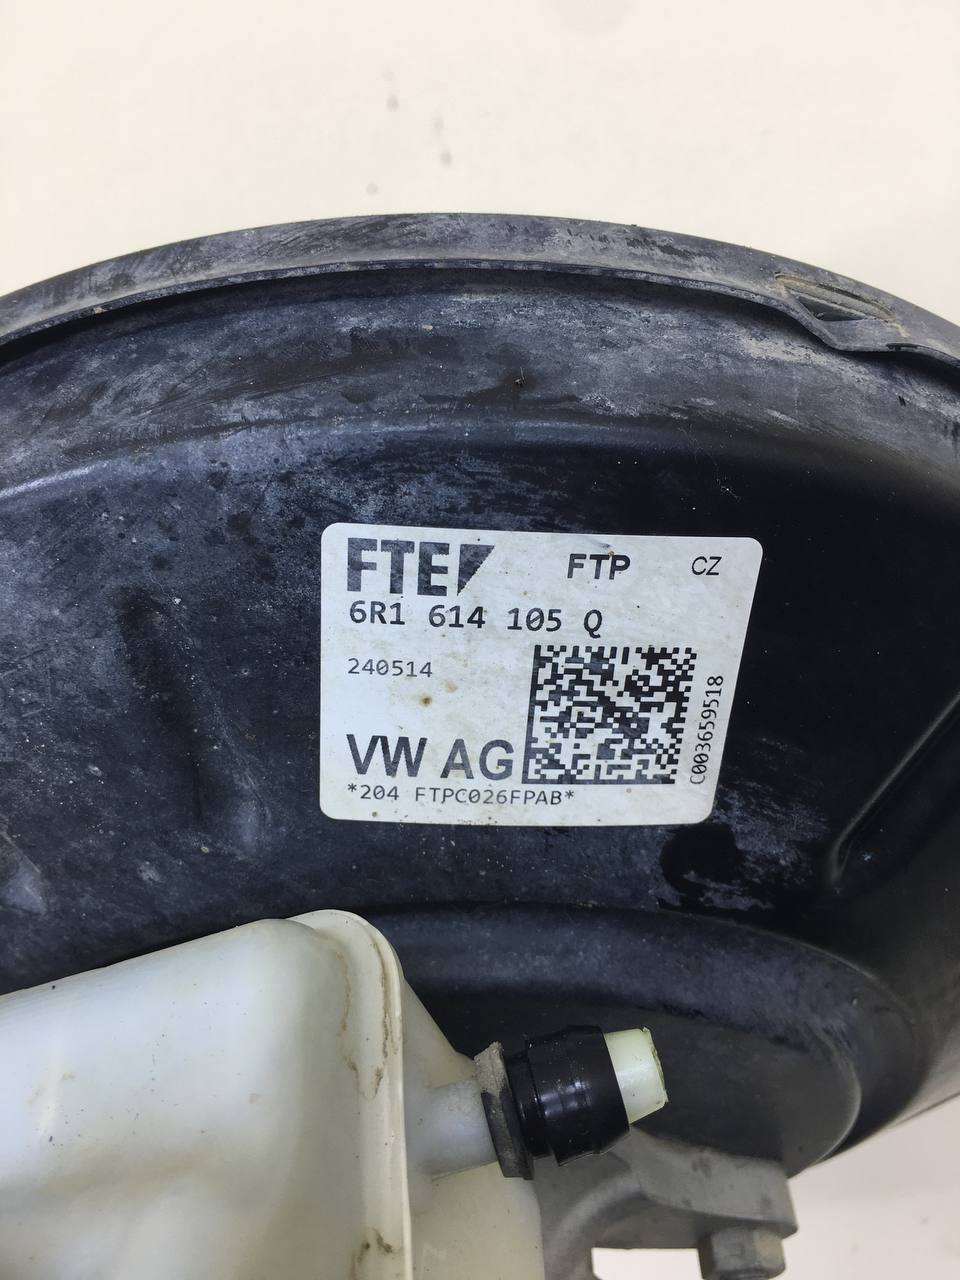 FTE FTP CZ
6R1 614 105 Q
240514
VW AG
*204 FTPC026FPAB*
C003659518